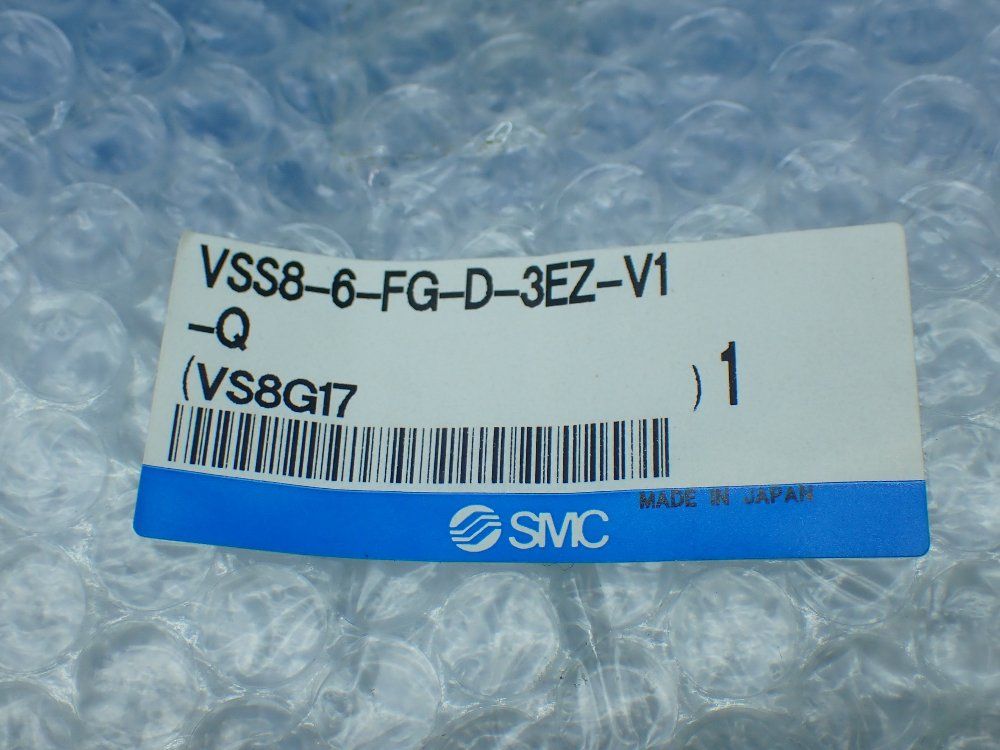 VSS8-6-FG-D-3EZ-V1
-Q
(VS8G17 ) 1
MADE IN JAPAN
SMC